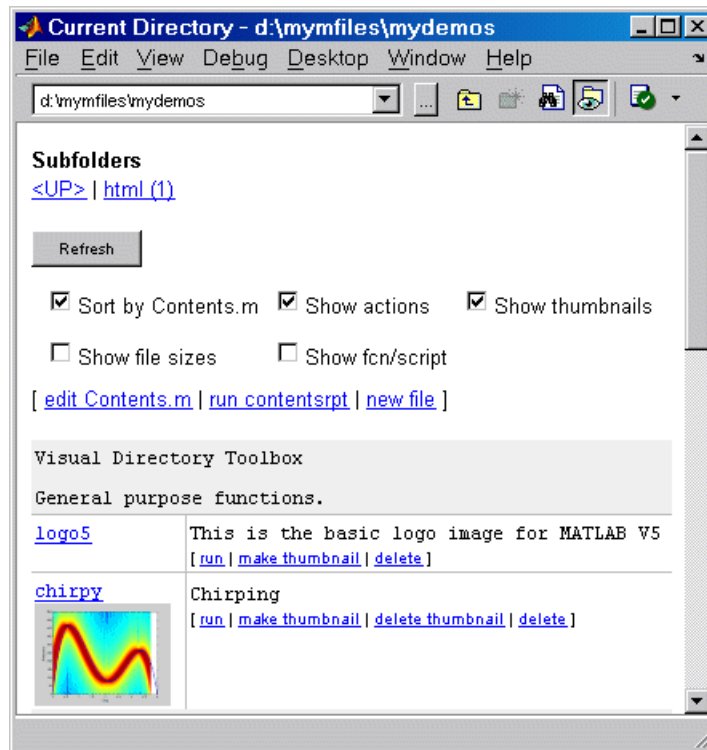 Current Directory - d:\mymfiles\mydemos
File Edit View Debug Desktop Window Help
d:\mymfiles\mydemos ...
Subfolders
<UP> | html (1)
Refresh
Sort by Contents.m Show actions Show thumbnails
Show file sizes Show fcn/script
[ edit Contents.m | run contentsrpt | new file ]
Visual Directory Toolbox
General purpose functions.
logo5 This is the basic logo image for MATLAB V5
[ run | make thumbnail | delete ]
chirpy Chirping
[ run | make thumbnail | delete thumbnail | delete ]